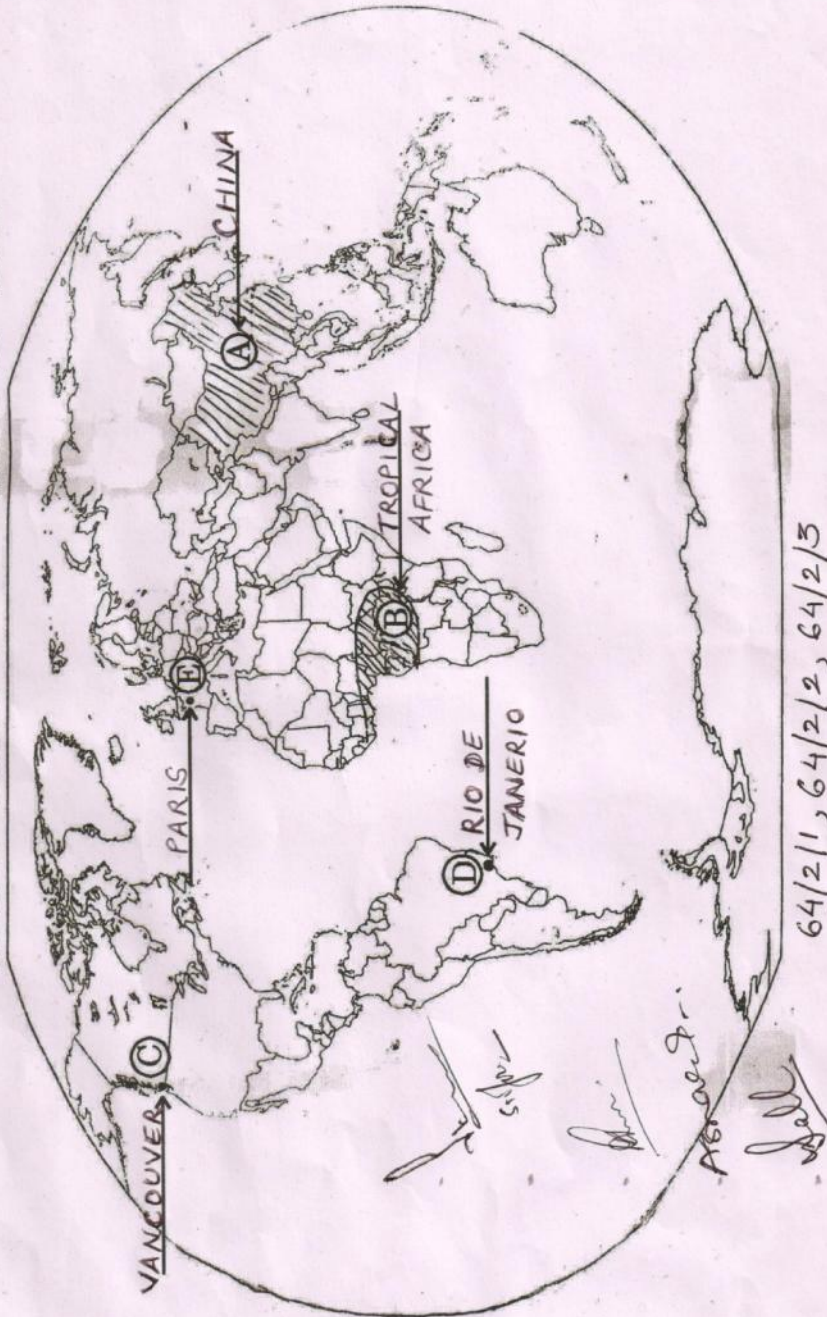 CHINA
A
TROPICAL
AFRICA
B
E
PARIS
RIO DE
JANERIO
D
C
VANCOUVER
64/2/1, 64/2/2, 64/2/3